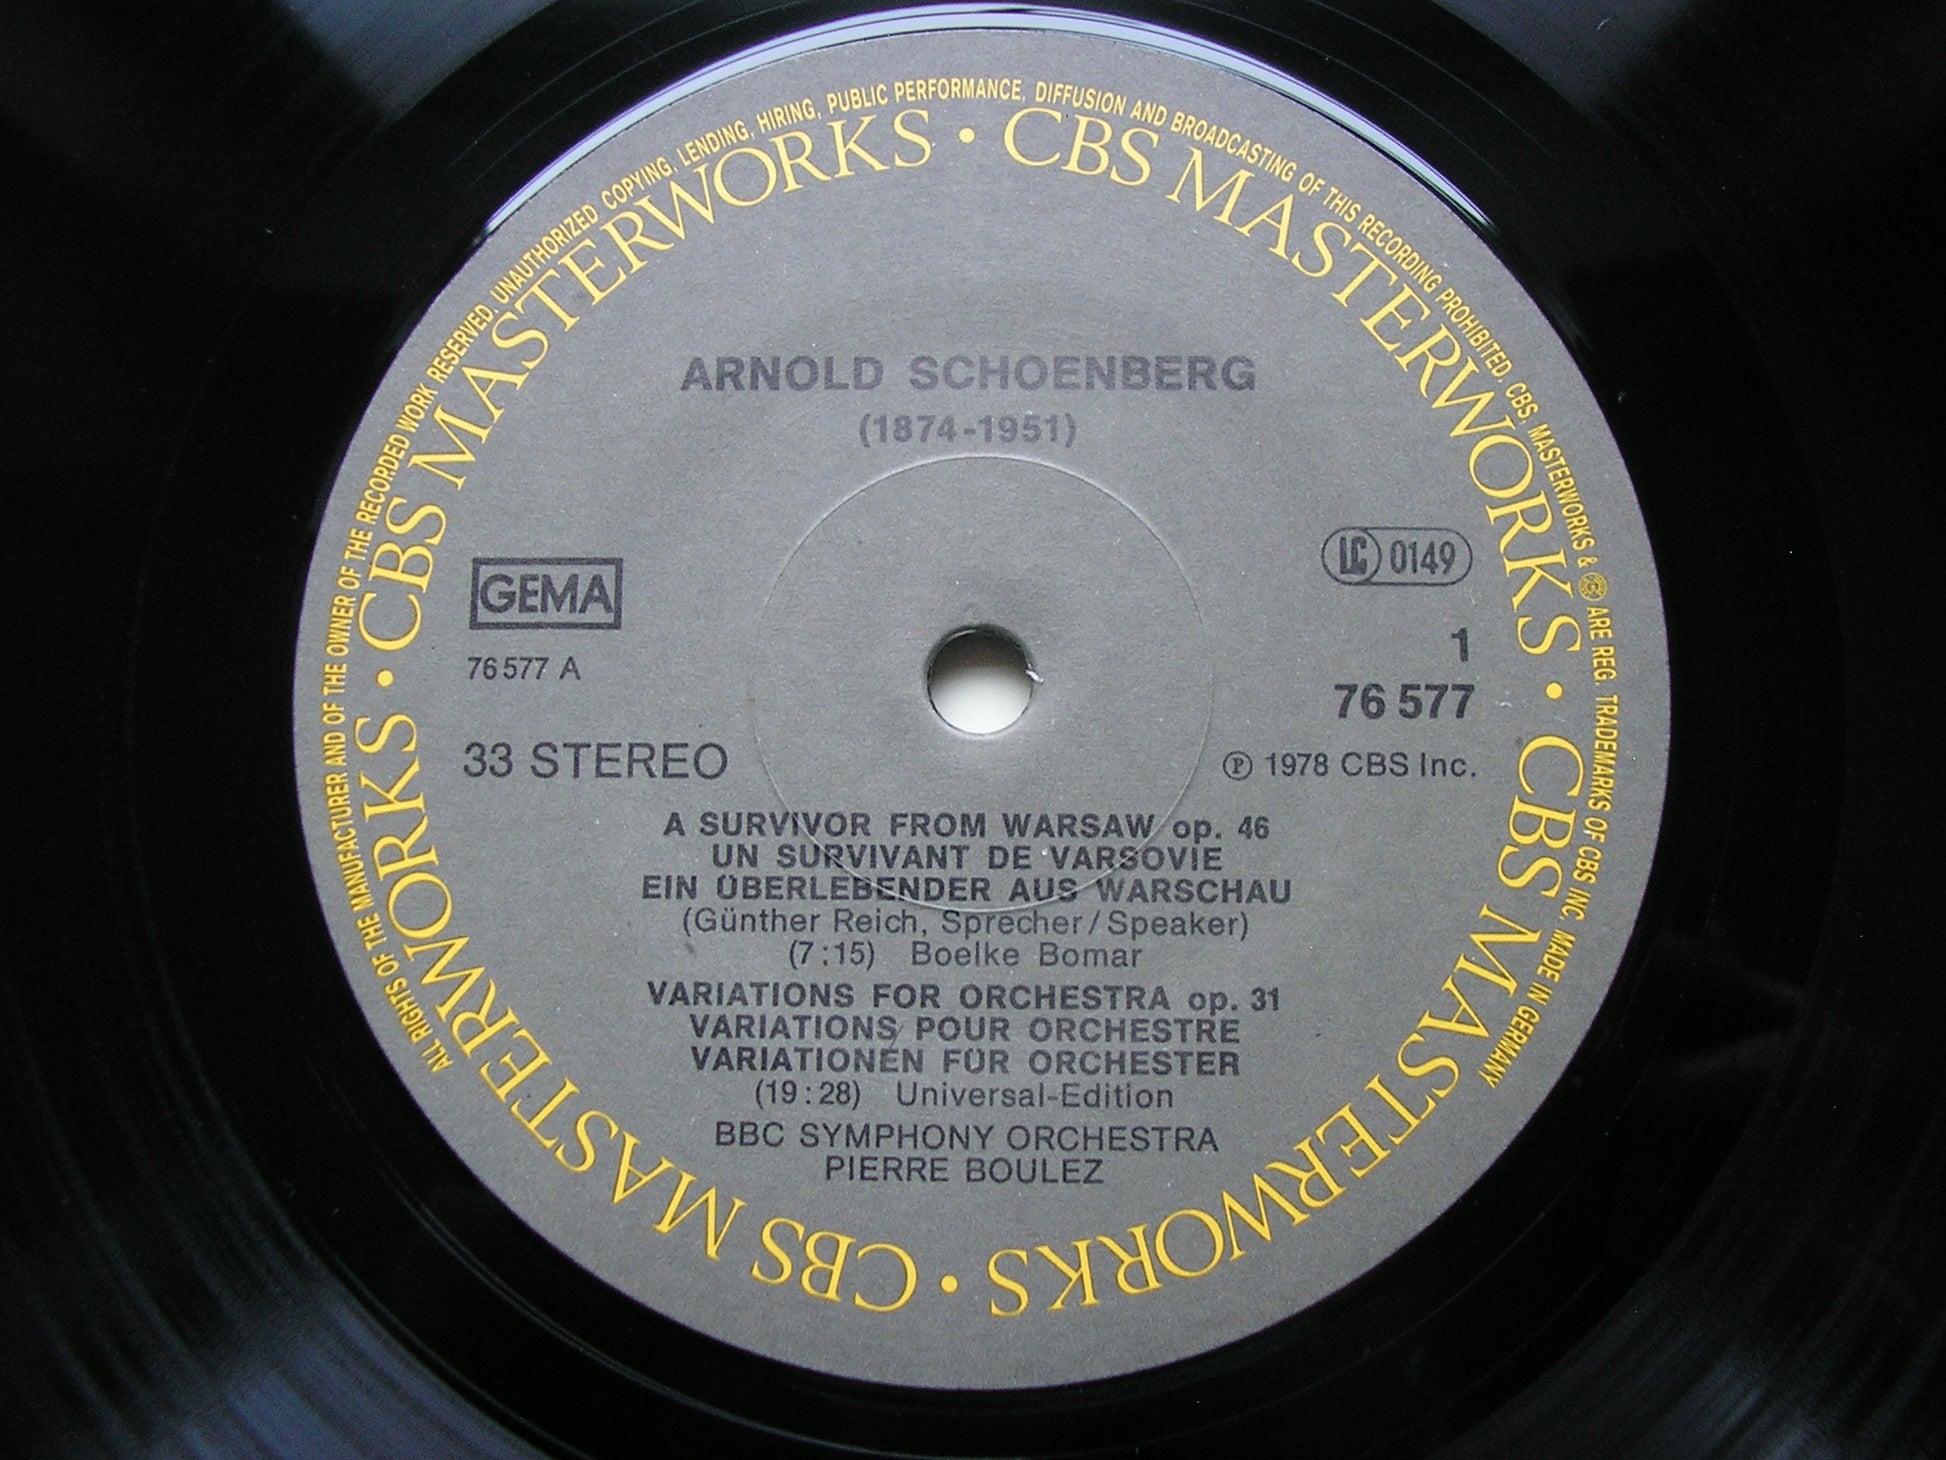 ALL RIGHTS OF THE MANUFACTURER AND OF THE OWNER OF THE RECORDED WORK RESERVED. UNAUTHORIZED COPYING, LENDING, HIRING, PUBLIC PERFORMANCE, DIFFUSION AND BROADCASTING OF THIS RECORDING PROHIBITED. CBS, MASTERWORKS & ARE REG. TRADEMARKS OF CBS INC. MADE IN GERMANY
CBS MASTERWORKS • CBS MASTERWORKS • CBS MASTERWORKS • CBS MASTERWORKS •
ARNOLD SCHOENBERG
(1874-1951)
GEMA
LC 0149
76 577 A
1
76 577
33 STEREO
℗ 1978 CBS Inc.
A SURVIVOR FROM WARSAW op. 46
UN SURVIVANT DE VARSOVIE
EIN ÜBERLEBENDER AUS WARSCHAU
(Günther Reich, Sprecher/Speaker)
(7:15) Boelke Bomar
VARIATIONS FOR ORCHESTRA op. 31
VARIATIONS POUR ORCHESTRE
VARIATIONEN FÜR ORCHESTER
(19:28) Universal-Edition
BBC SYMPHONY ORCHESTRA
PIERRE BOULEZ